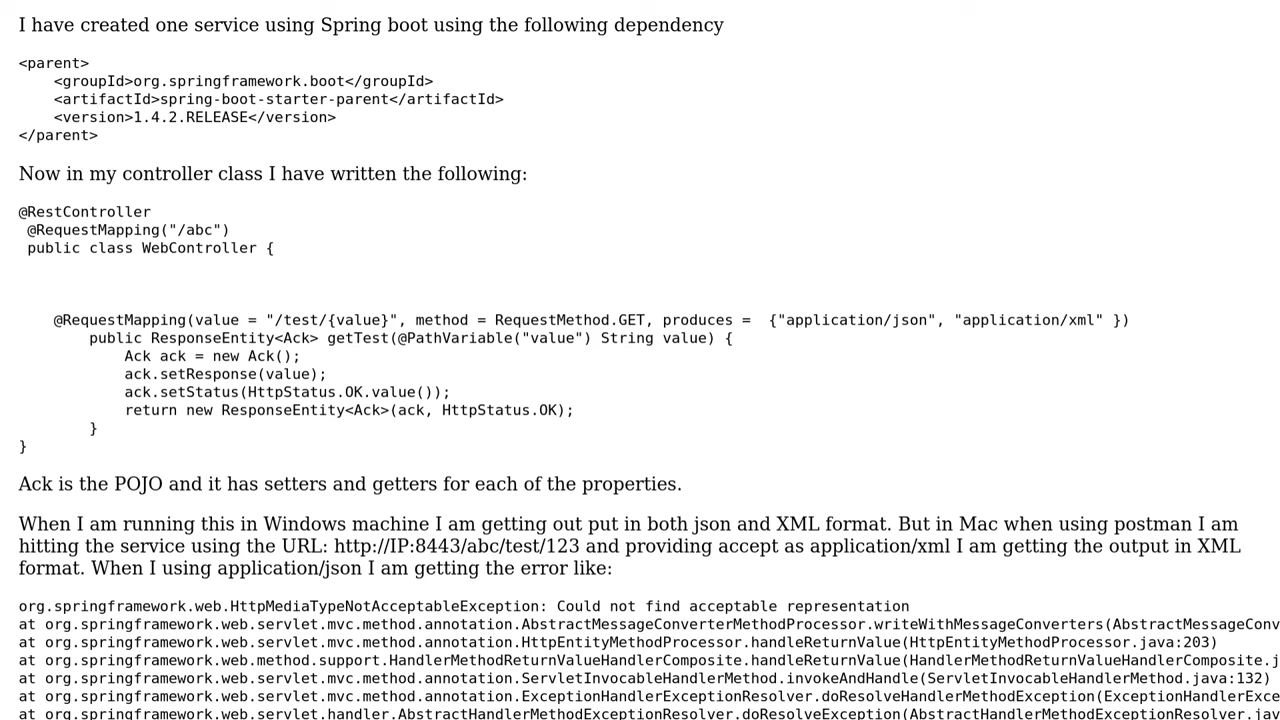 I have created one service using Spring boot using the following dependency
<parent>
    <groupId>org.springframework.boot</groupId>
    <artifactId>spring-boot-starter-parent</artifactId>
    <version>1.4.2.RELEASE</version>
</parent>
Now in my controller class I have written the following:
@RestController
 @RequestMapping("/abc")
 public class WebController {
    @RequestMapping(value = "/test/{value}", method = RequestMethod.GET, produces =  {"application/json", "application/xml" })
        public ResponseEntity<Ack> getTest(@PathVariable("value") String value) {
            Ack ack = new Ack();
            ack.setResponse(value);
            ack.setStatus(HttpStatus.OK.value());
            return new ResponseEntity<Ack>(ack, HttpStatus.OK);
        }
}
Ack is the POJO and it has setters and getters for each of the properties.
When I am running this in Windows machine I am getting out put in both json and XML format. But in Mac when using postman I am
hitting the service using the URL: http://IP:8443/abc/test/123 and providing accept as application/xml I am getting the output in XML
format. When I using application/json I am getting the error like:
org.springframework.web.HttpMediaTypeNotAcceptableException: Could not find acceptable representation
at org.springframework.web.servlet.mvc.method.annotation.AbstractMessageConverterMethodProcessor.writeWithMessageConverters(AbstractMessageConv
at org.springframework.web.servlet.mvc.method.annotation.HttpEntityMethodProcessor.handleReturnValue(HttpEntityMethodProcessor.java:203)
at org.springframework.web.method.support.HandlerMethodReturnValueHandlerComposite.handleReturnValue(HandlerMethodReturnValueHandlerComposite.j
at org.springframework.web.servlet.mvc.method.annotation.ServletInvocableHandlerMethod.invokeAndHandle(ServletInvocableHandlerMethod.java:132)
at org.springframework.web.servlet.mvc.method.annotation.ExceptionHandlerExceptionResolver.doResolveHandlerMethodException(ExceptionHandlerExce
at org.springframework.web.servlet.handler.AbstractHandlerMethodExceptionResolver.doResolveException(AbstractHandlerMethodExceptionResolver.jav